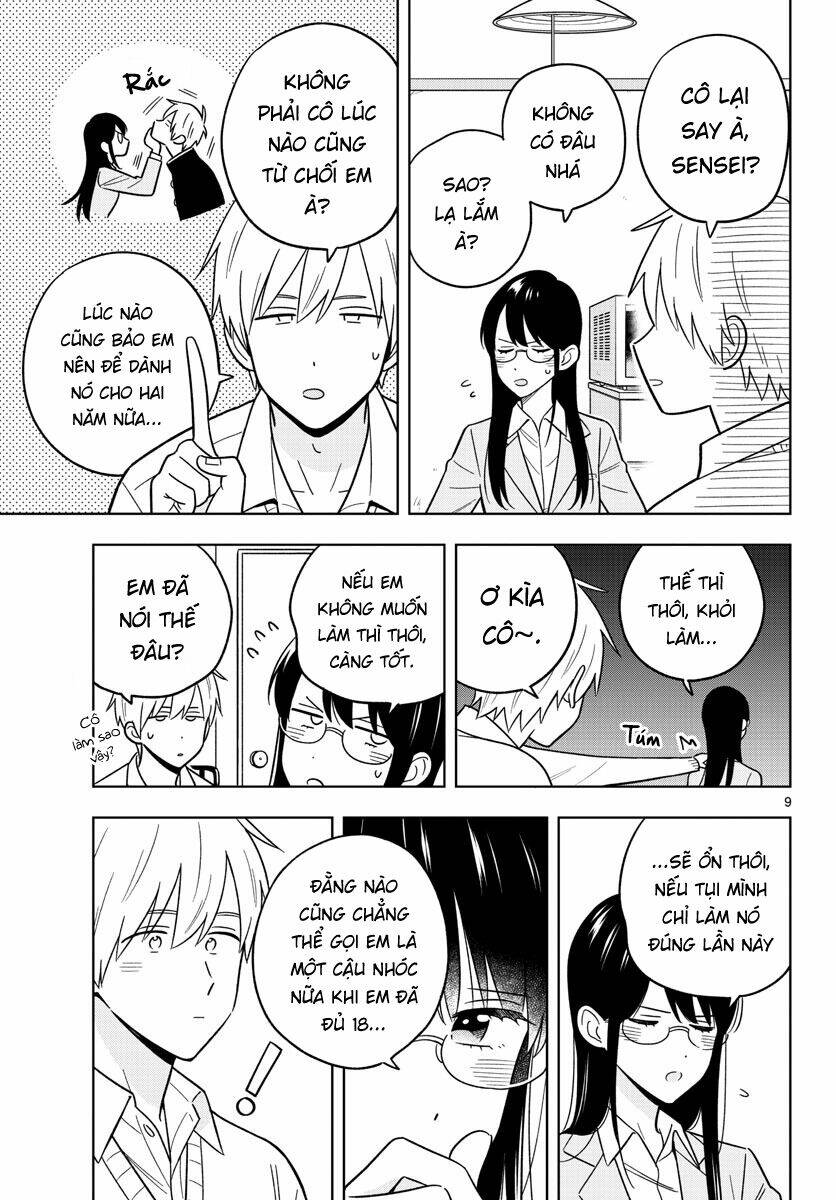 CÔ LẠI
SAY À,
SENSEI?
KHÔNG
CÓ ĐÂU
NHÁ
SAO?
LẠ LẮM
À?
KHÔNG
PHẢI CÔ LÚC
NÀO CŨNG
TỪ CHỐI EM
À?
Rắc
LÚC NÀO
CŨNG BẢO EM
NÊN ĐỂ DÀNH
NÓ CHO HAI
NĂM NỮA...
THẾ THÌ
THÔI, KHỎI
LÀM...
Ơ KÌA
CÔ~.
Túm
NẾU EM
KHÔNG MUỐN
LÀM THÌ THÔI,
CÀNG TỐT.
EM ĐÃ
NÓI THẾ
ĐÂU?
Cô
làm sao
vậy?
9
...SẼ ỔN THÔI,
NẾU TỤI MÌNH
CHỈ LÀM NÓ
ĐÚNG LẦN NÀY
ĐẰNG NÀO
CŨNG CHẲNG
THỂ GỌI EM LÀ
MỘT CẬU NHÓC
NỮA KHI EM ĐÃ
ĐỦ 18...
!